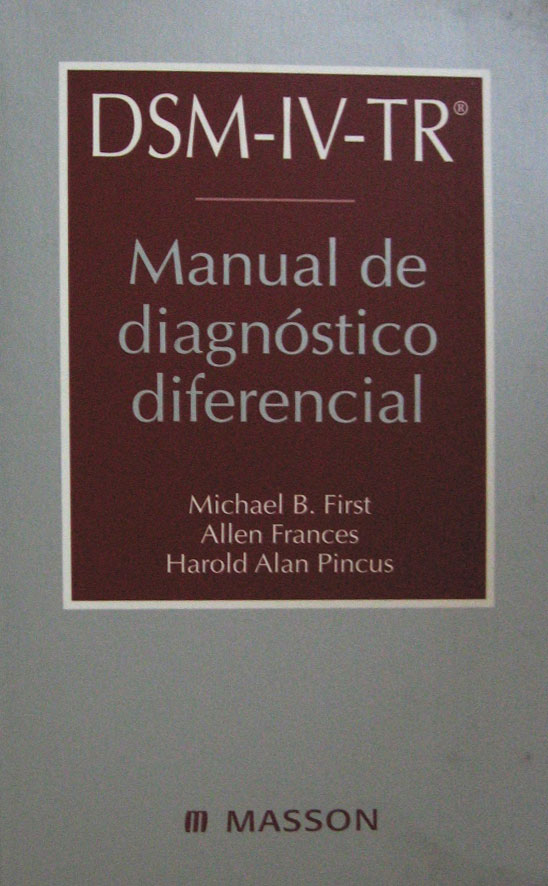 DSM-IV-TR®
Manual de
diagnóstico
diferencial
Michael B. First
Allen Frances
Harold Alan Pincus
m MASSON